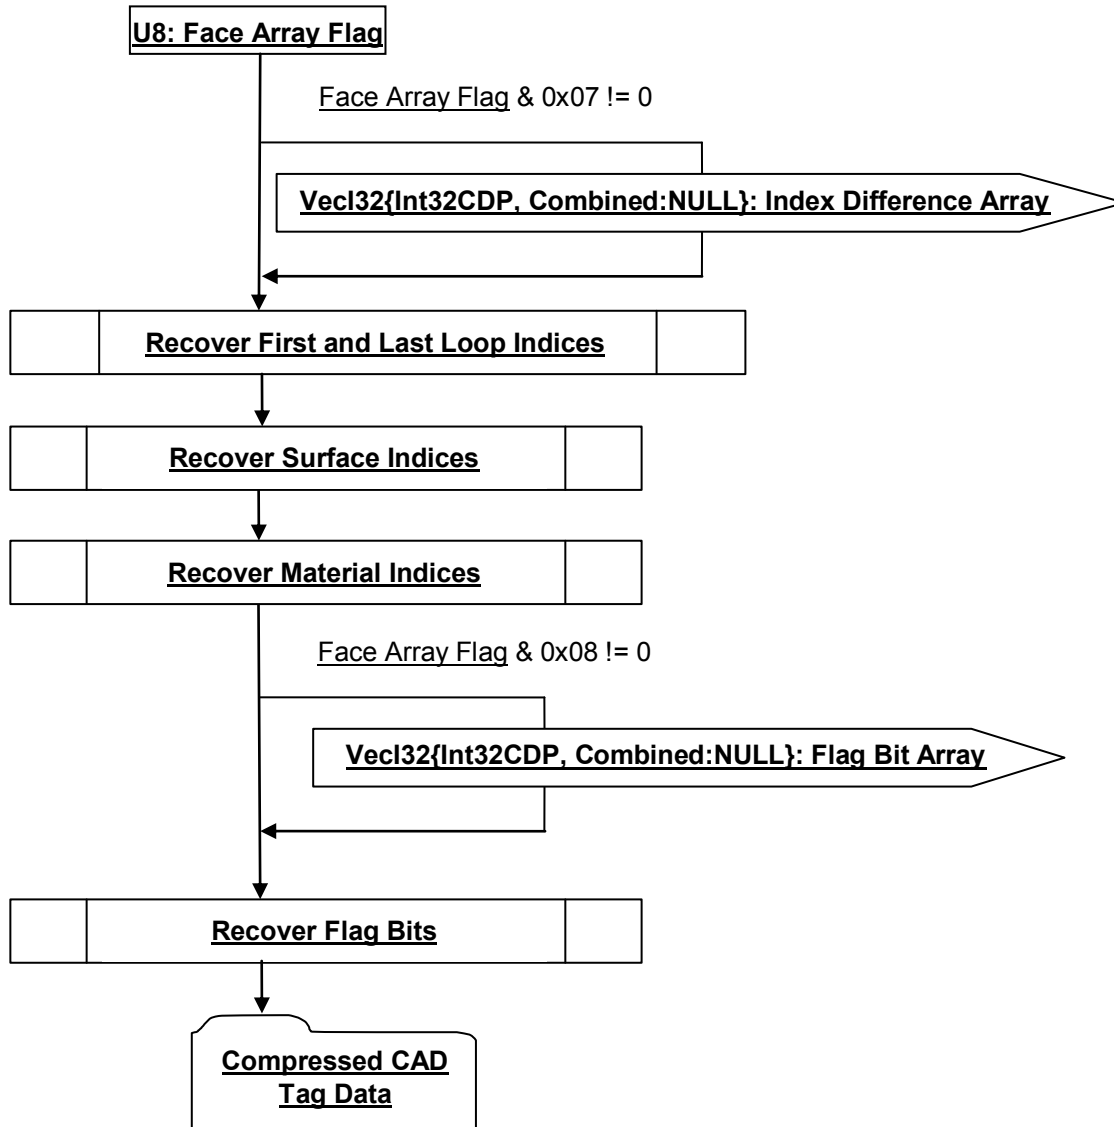 U8: Face Array Flag
Face Array Flag & 0x07 != 0
VecI32{Int32CDP, Combined:NULL}: Index Difference Array
Recover First and Last Loop Indices
Recover Surface Indices
Recover Material Indices
Face Array Flag & 0x08 != 0
VecI32{Int32CDP, Combined:NULL}: Flag Bit Array
Recover Flag Bits
Compressed CAD
Tag Data